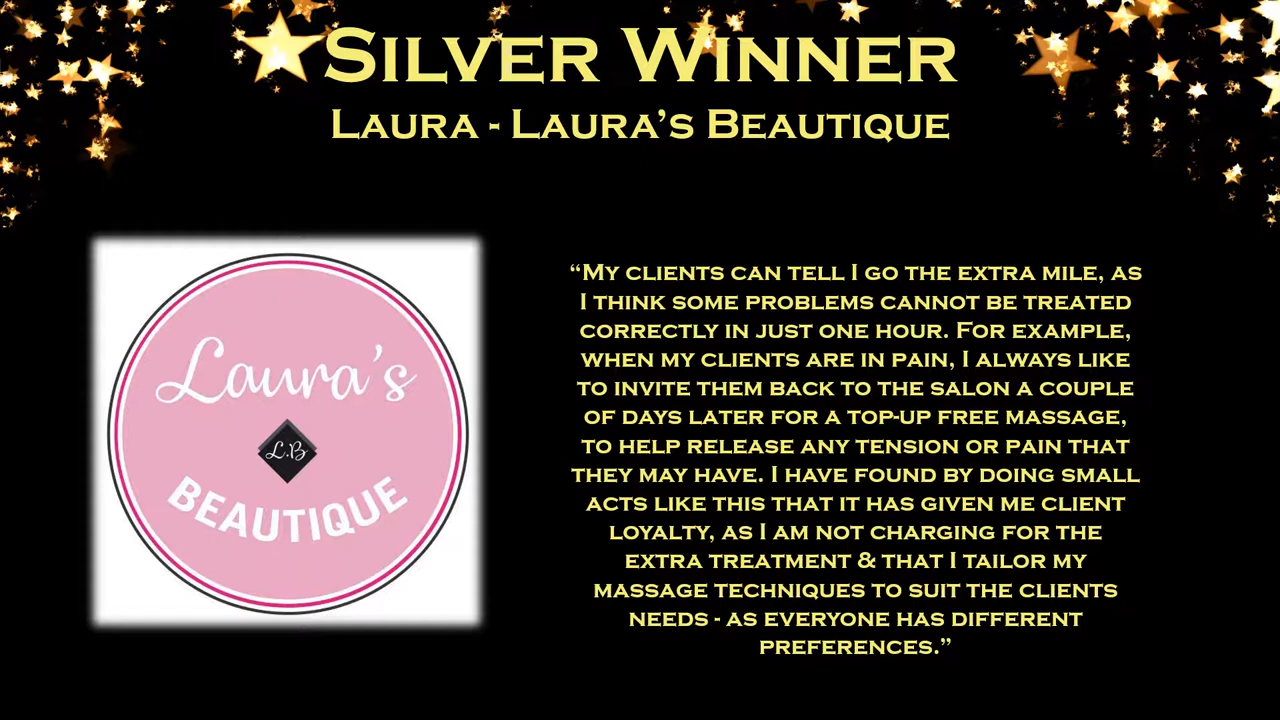 Silver Winner
Laura - Laura's Beautique
Laura's
L.B
BEAUTIQUE
“My clients can tell I go the extra mile, as
I think some problems cannot be treated
correctly in just one hour. For example,
when my clients are in pain, I always like
to invite them back to the salon a couple
of days later for a top-up free massage,
to help release any tension or pain that
they may have. I have found by doing small
acts like this that it has given me client
loyalty, as I am not charging for the
extra treatment & that I tailor my
massage techniques to suit the clients
needs - as everyone has different
preferences.”